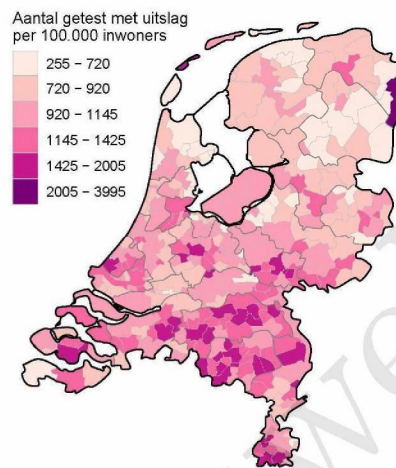 Aantal getest met uitslag
per 100.000 inwoners
255 – 720
720 – 920
920 – 1145
1145 – 1425
1425 – 2005
2005 – 3995
we